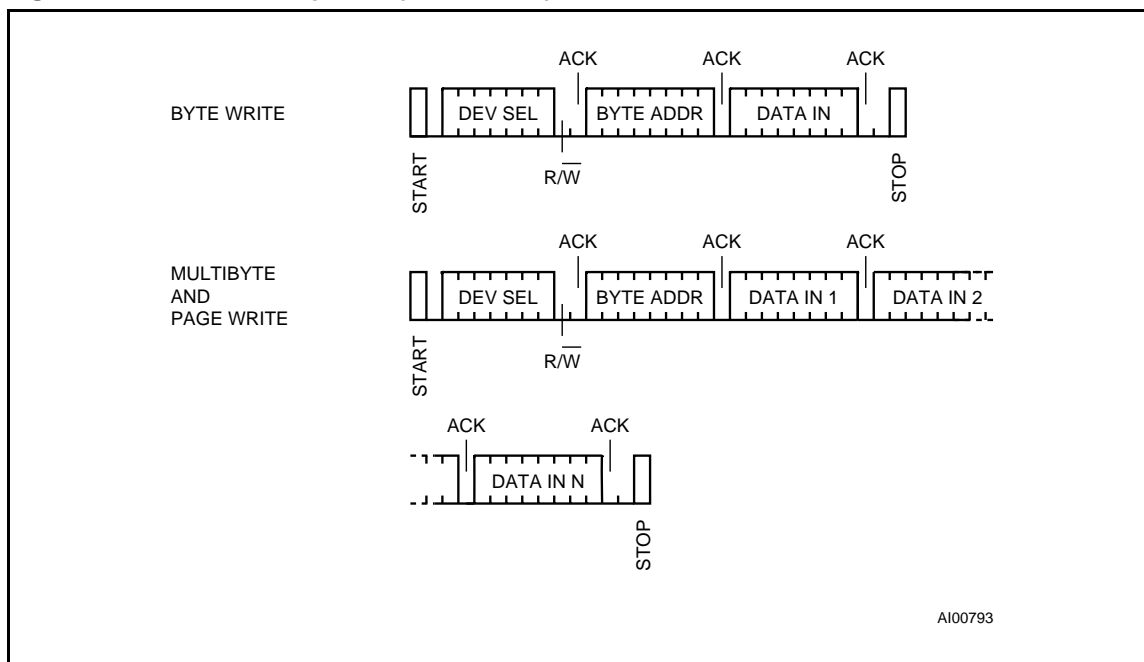 ACK ACK ACK
BYTE WRITE DEV SEL BYTE ADDR DATA IN
R/W
START
STOP
ACK ACK ACK
MULTIBYTE
AND
PAGE WRITE
DEV SEL BYTE ADDR DATA IN 1 DATA IN 2
R/W
START
ACK ACK
DATA IN N
STOP
AI00793